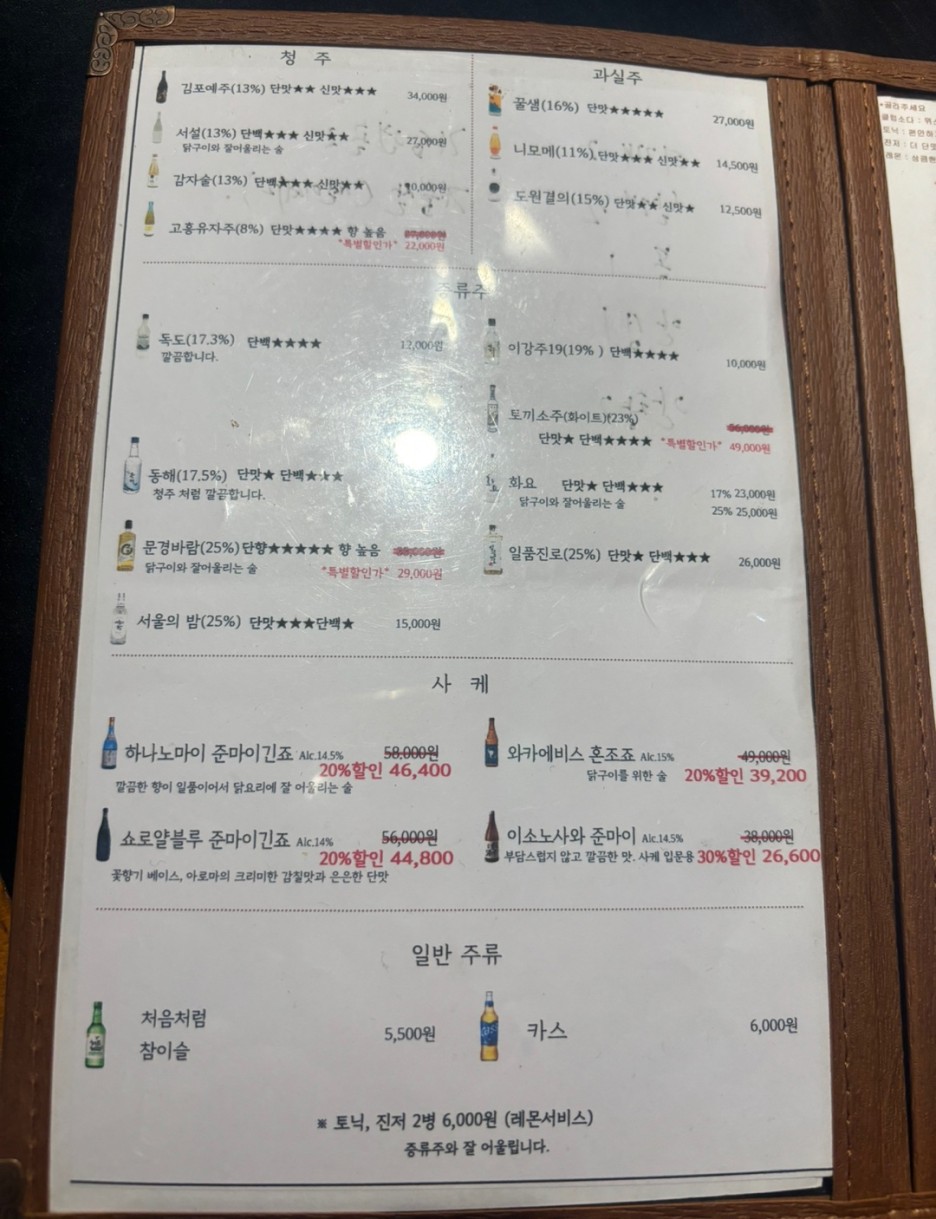 청 주
김포예주(13%) 단맛★★ 신맛★★★ 34,000원
서설(13%) 단백★★★ 신맛★★ 27,000원
닭구이와 잘어울리는 술
감자술(13%) 단백★★★ 신맛★★
고흥유자주(8%) 단맛★★★★ 향 높음
*특별할인가* 22,000원
과실주
꿀샘(16%) 단맛★★★★★ 27,000원
니모메(11%) 단맛★★★ 신맛★★ 14,500원
도원결의(15%) 단맛★★ 신맛★ 12,500원
류주
독도(17.3%) 단백★★★★ 12,000원
깔끔합니다.
동해(17.5%) 단맛★ 단백★★★
청주 처럼 깔끔합니다.
문경바람(25%) 단향★★★★★ 향 높음
닭구이와 잘어울리는 술 *특별할인가* 29,000원
서울의 밤(25%) 단맛★★★단백★ 15,000원
이강주19(19% ) 단백★★★★ 10,000원
토끼소주(화이트)(23%)
단맛★ 단백★★★★ *특별할인가* 49,000원
화요 단맛★ 단백★★★ 17% 23,000원
닭구이와 잘어울리는 술 25% 25,000원
일품진로(25%) 단맛★ 단백★★★ 26,000원
사 케
하나노마이 준마이긴죠 Alc.14.5% 58,000원
20%할인 46,400
깔끔한 향이 일품이어서 닭요리에 잘 어울리는 술
쇼로얄블루 준마이긴죠 Alc.14% 56,000원
20%할인 44,800
꽃향기 베이스, 아로마의 크리미한 감칠맛과 은은한 단맛
와카에비스 혼조죠 Alc.15% 49,000원
닭구이를 위한 술 20%할인 39,200
이소노사와 준마이 Alc.14.5% 38,000원
부담스럽지 않고 깔끔한 맛. 사케 입문용 30%할인 26,600
일반 주류
처음처럼
참이슬 5,500원
카스 6,000원
※ 토닉, 진저 2병 6,000원 (레몬서비스)
증류주와 잘 어울립니다.
골라주세요
클럽소다 :
토닉 :
진저 : 더
레몬 :